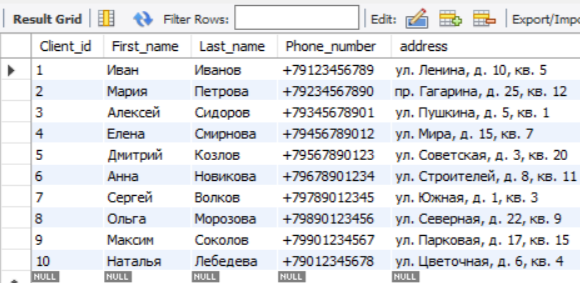 Result Grid Filter Rows: Edit: Export/Impo
Client_id First_name Last_name Phone_number address
1 Иван Иванов +79123456789 ул. Ленина, д. 10, кв. 5
2 Мария Петрова +79234567890 пр. Гагарина, д. 25, кв. 12
3 Алексей Сидоров +79345678901 ул. Пушкина, д. 5, кв. 1
4 Елена Смирнова +79456789012 ул. Мира, д. 15, кв. 7
5 Дмитрий Козлов +79567890123 ул. Советская, д. 3, кв. 20
6 Анна Новикова +79678901234 ул. Строителей, д. 8, кв. 11
7 Сергей Волков +79789012345 ул. Южная, д. 1, кв. 3
8 Ольга Морозова +79890123456 ул. Северная, д. 22, кв. 9
9 Максим Соколов +79901234567 ул. Парковая, д. 17, кв. 15
10 Наталья Лебедева +79012345678 ул. Цветочная, д. 6, кв. 4
NULL NULL NULL NULL NULL